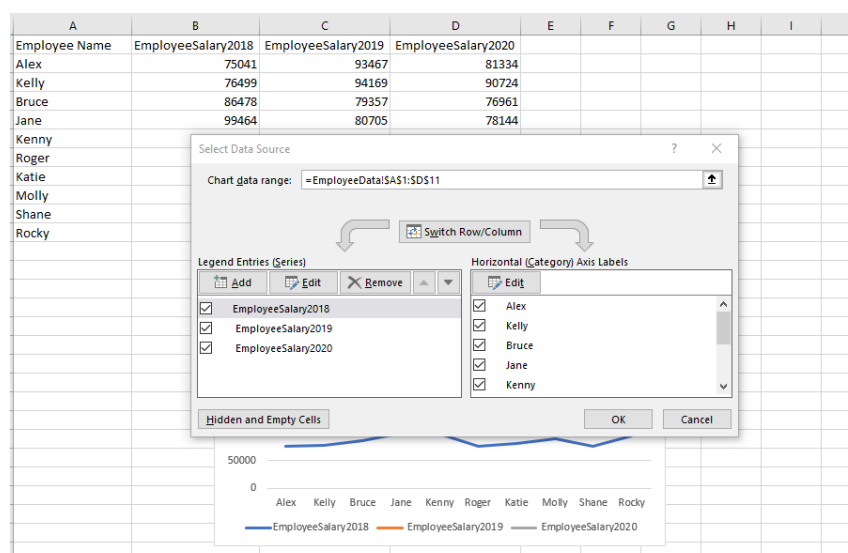 A B C D E F G H I
Employee Name EmployeeSalary2018 EmployeeSalary2019 EmployeeSalary2020
Alex 75041 93467 81334
Kelly 76499 94169 90724
Bruce 86478 79357 76961
Jane 99464 80705 78144
Kenny
Roger
Katie
Molly
Shane
Rocky
Select Data Source ?
Chart data range: =EmployeeData!$A$1:$D$11
Switch Row/Column
Legend Entries (Series)
Add Edit Remove
EmployeeSalary2018
EmployeeSalary2019
EmployeeSalary2020
Horizontal (Category) Axis Labels
Edit
Alex
Kelly
Bruce
Jane
Kenny
Hidden and Empty Cells OK Cancel
50000
0
Alex Kelly Bruce Jane Kenny Roger Katie Molly Shane Rocky
EmployeeSalary2018 EmployeeSalary2019 EmployeeSalary2020